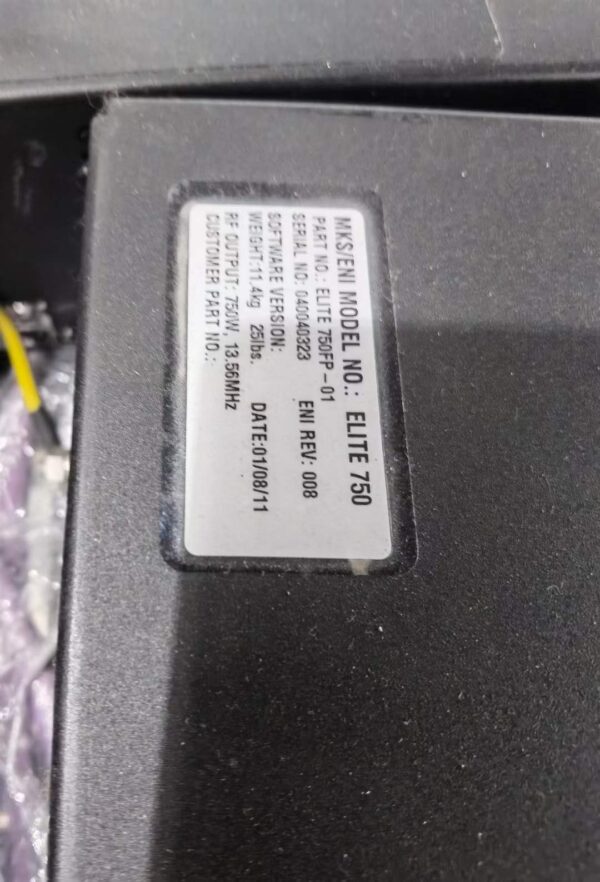 MKS/ENI MODEL NO.: ELITE 750
PART NO.: ELITE 750FP-01
SERIAL NO: 040040323 ENI REV: 008
SOFTWARE VERSION:
WEIGHT:11.4kg 25lbs. DATE:01/08/11
RF OUTPUT: 750W, 13.56MHz
CUSTOMER PART NO.: